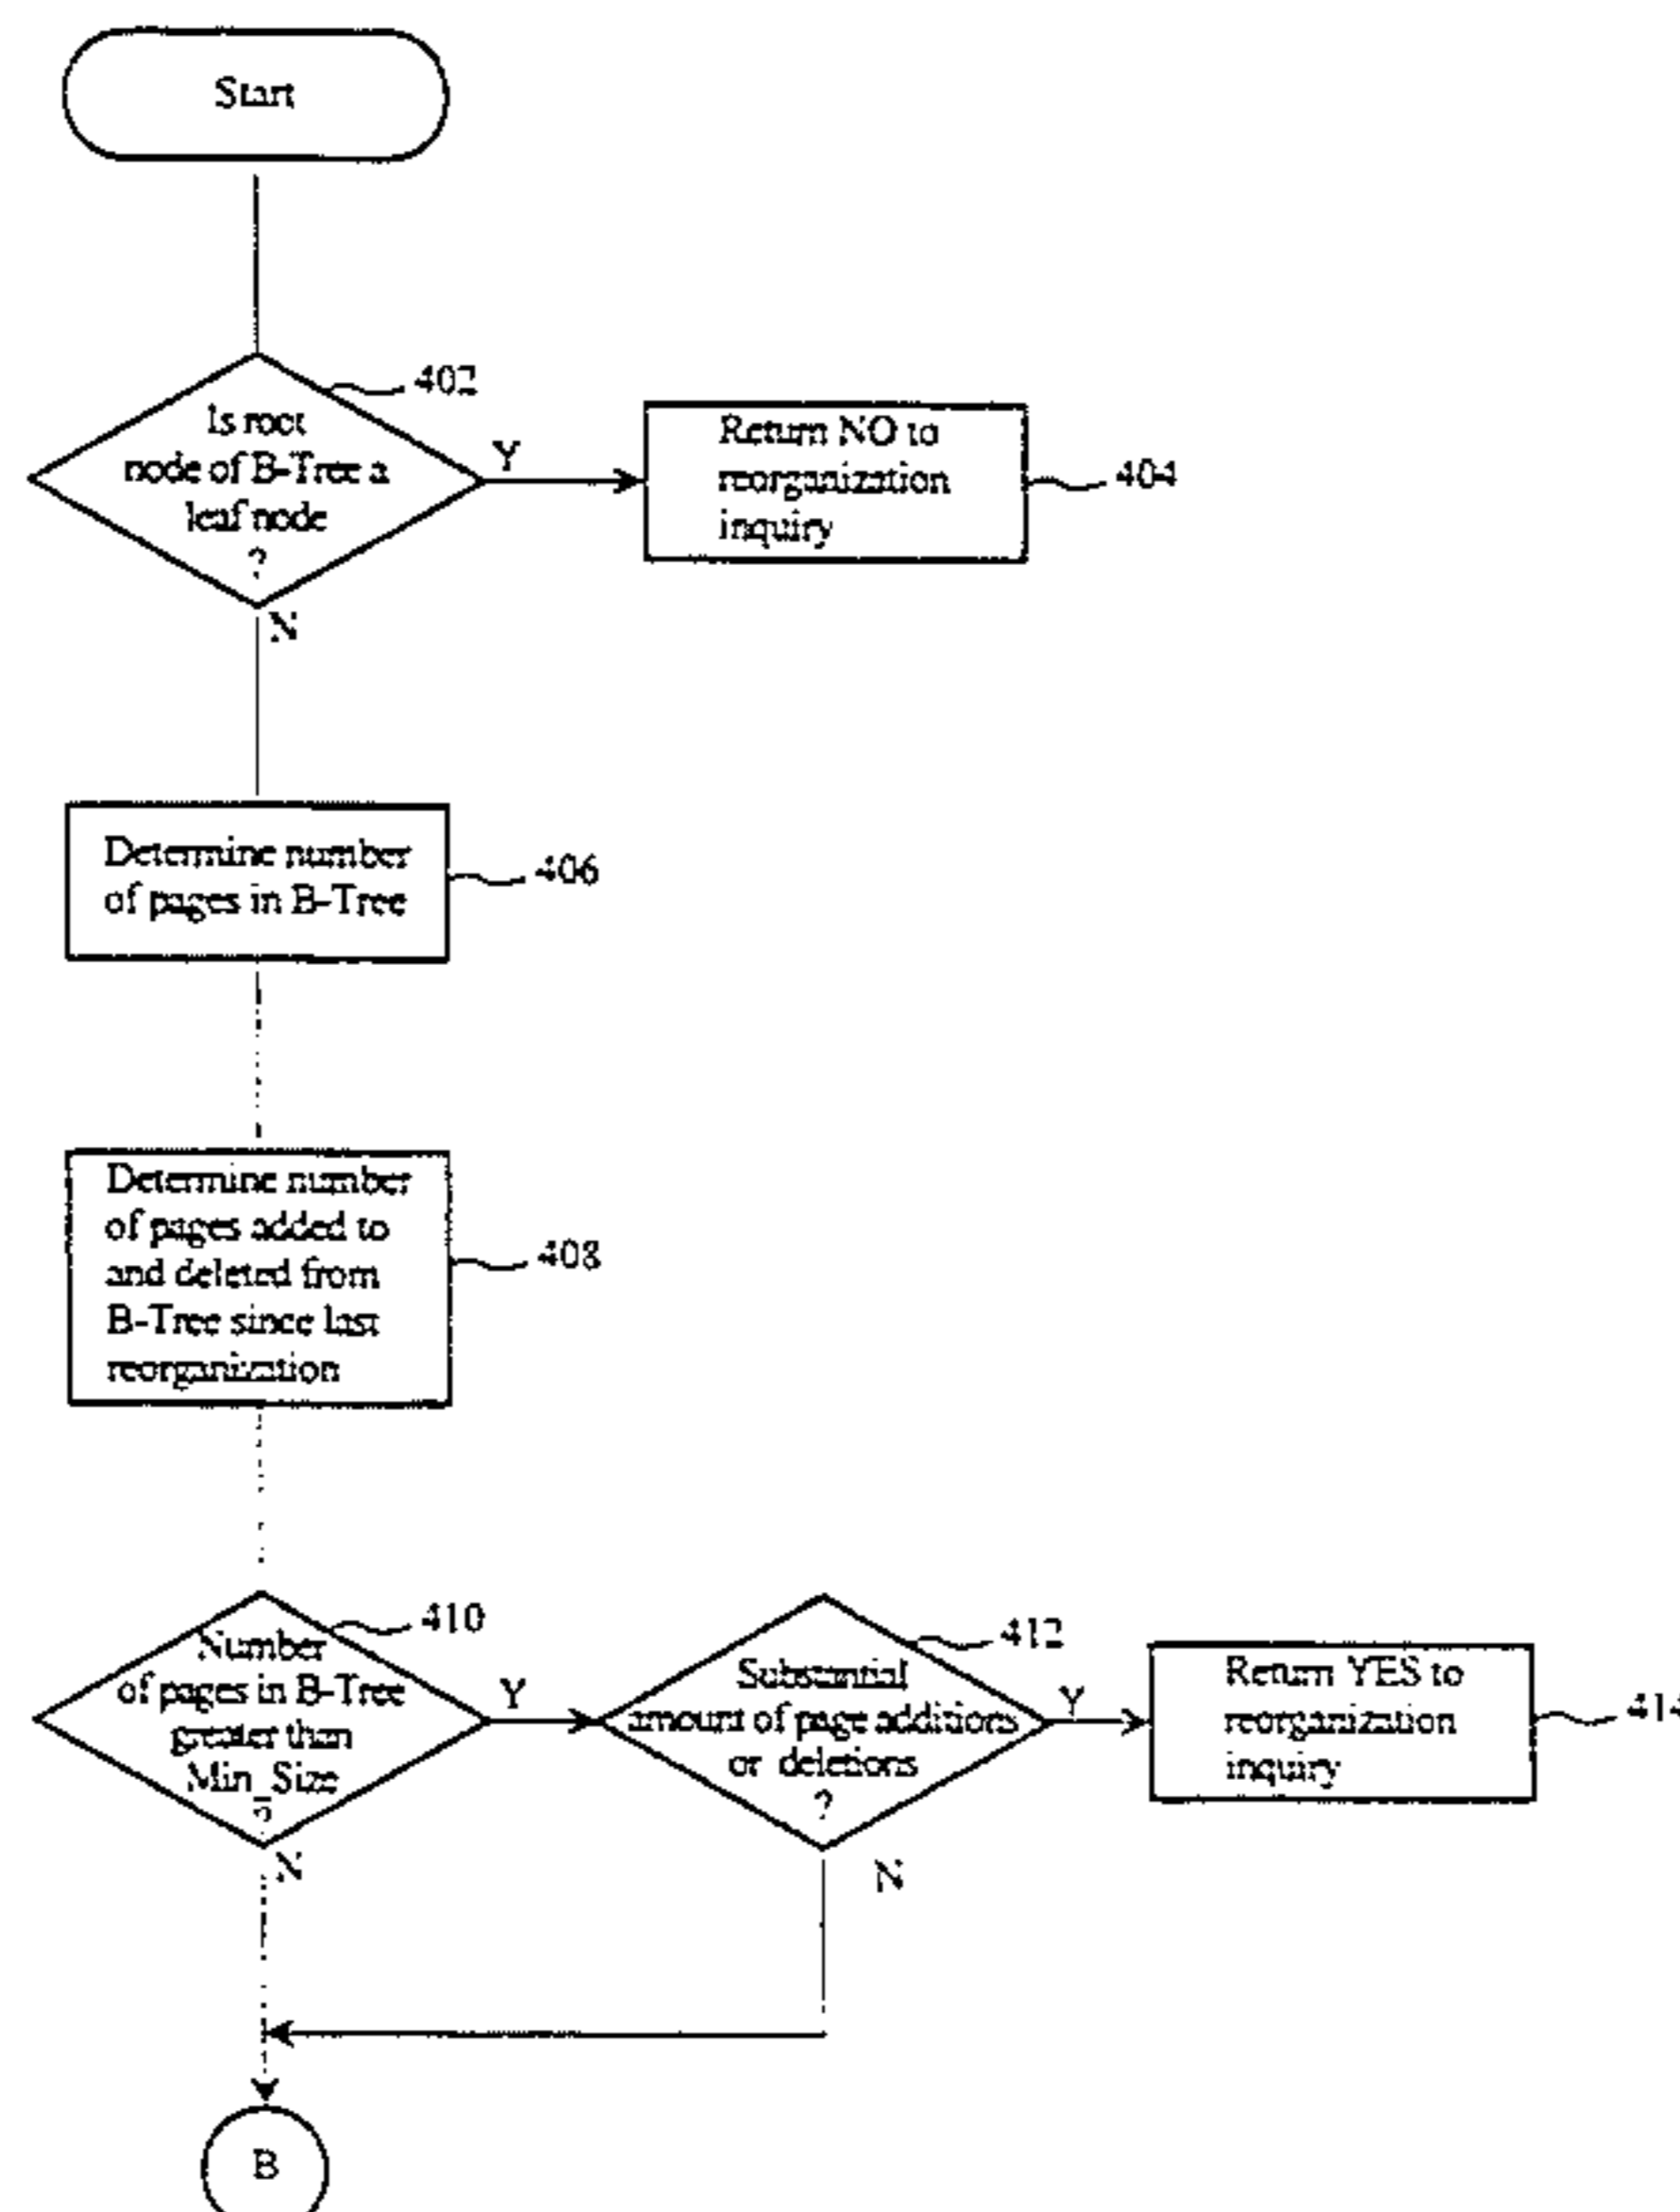 Start
402
Is root
node of B-Tree a
leaf node
?
Y
N
Return NO to
reorganization
inquiry
404
Determine number
of pages in B-Tree
406
Determine number
of pages added to
and deleted from
B-Tree since last
reorganization
408
410
Number
of pages in B-Tree
greater than
Min_Size
?
Y
N
412
Substantial
amount of page additions
or deletions
?
Y
N
Return YES to
reorganization
inquiry
414
B